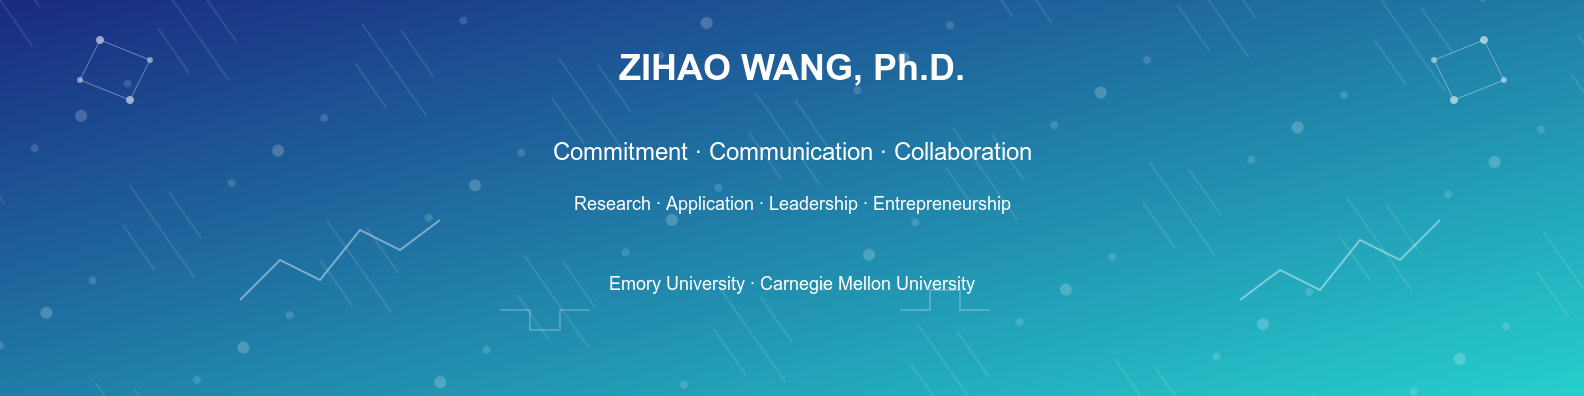 ZIHAO WANG, Ph.D.
Commitment · Communication · Collaboration
Research · Application · Leadership · Entrepreneurship
Emory University · Carnegie Mellon University